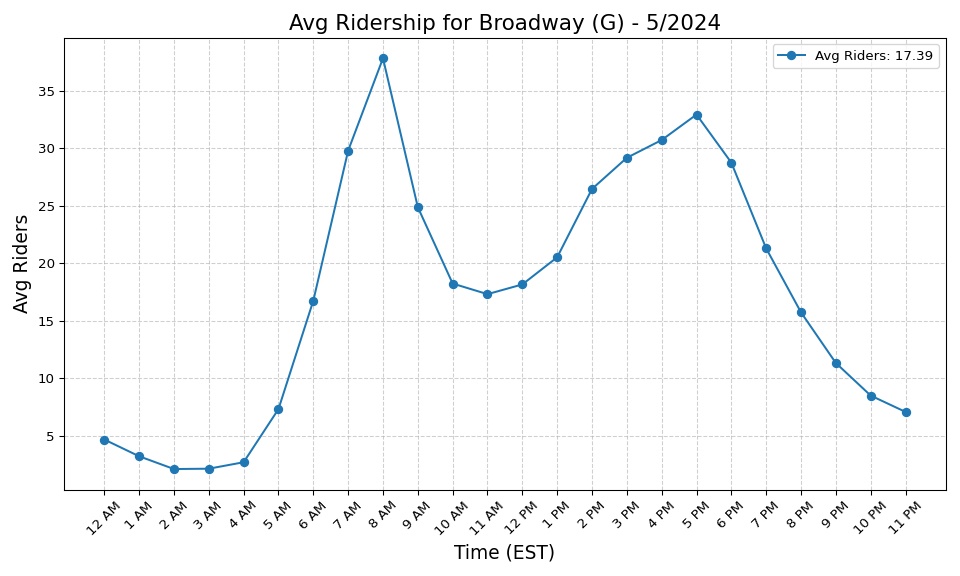 Avg Ridership for Broadway (G) - 5/2024
Avg Riders: 17.39
Avg Riders
35
30
25
20
15
10
5
12 AM
1 AM
2 AM
3 AM
4 AM
5 AM
6 AM
7 AM
8 AM
9 AM
10 AM
11 AM
12 PM
1 PM
2 PM
3 PM
4 PM
5 PM
6 PM
7 PM
8 PM
9 PM
10 PM
11 PM
Time (EST)